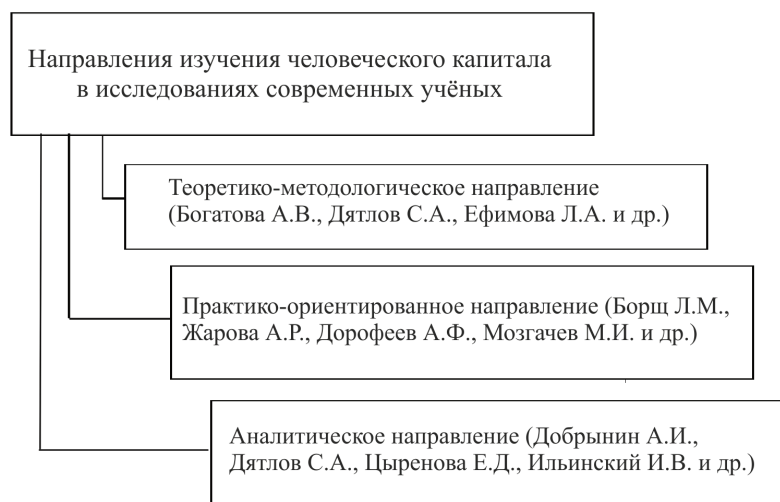 Направления изучения человеческого капитала
в исследованиях современных учёных
Теоретико-методологическое направление
(Богатова А.В., Дятлов С.А., Ефимова Л.А. и др.)
Практико-ориентированное направление (Борщ Л.М.,
Жарова А.Р., Дорофеев А.Ф., Мозгачев М.И. и др.)
Аналитическое направление (Добрынин А.И.,
Дятлов С.А., Цыренова Е.Д., Ильинский И.В. и др.)